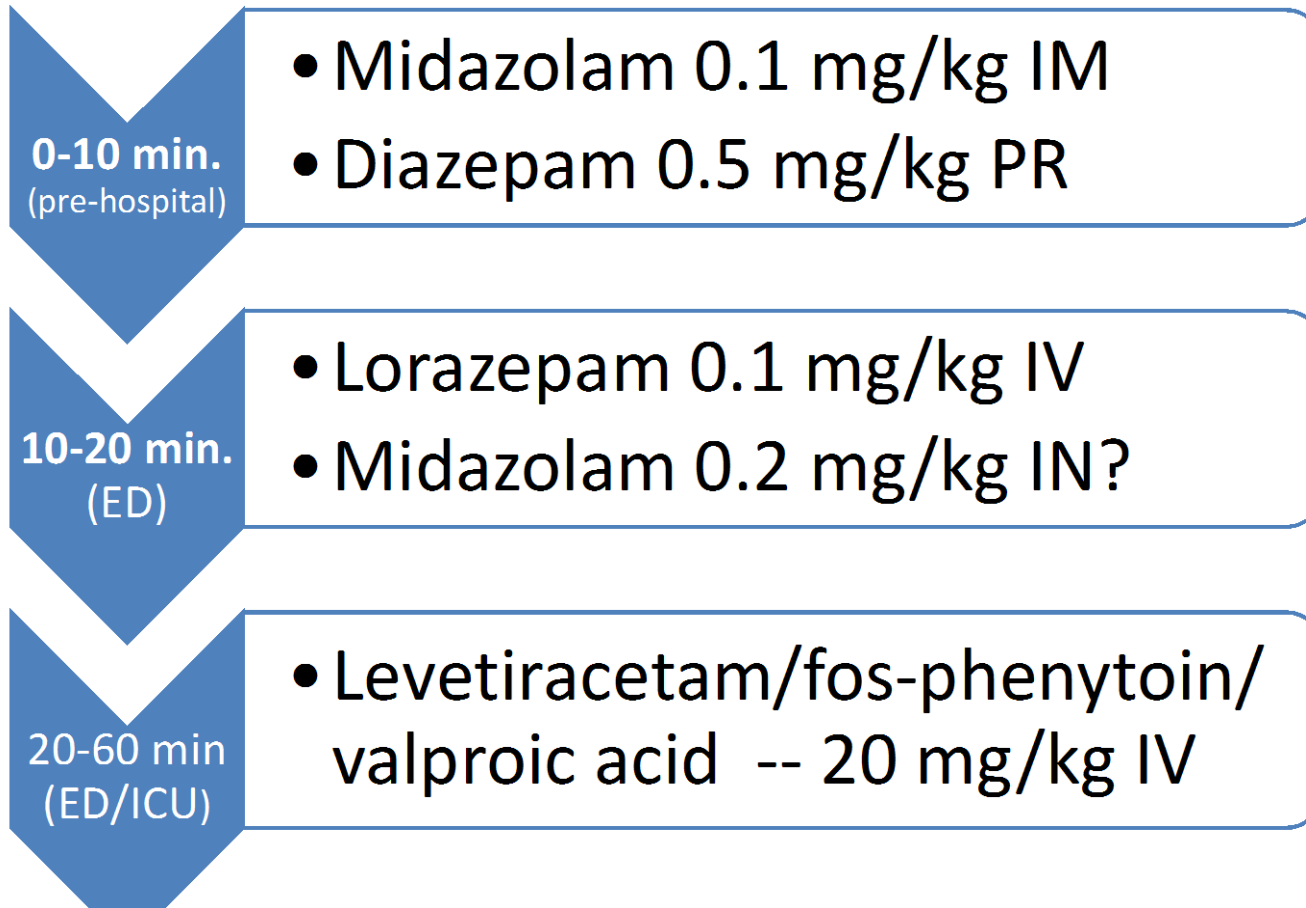 0-10 min.
(pre-hospital)
• Midazolam 0.1 mg/kg IM
• Diazepam 0.5 mg/kg PR
10-20 min.
(ED)
• Lorazepam 0.1 mg/kg IV
• Midazolam 0.2 mg/kg IN?
20-60 min
(ED/ICU)
• Levetiracetam/fos-phenytoin/
valproic acid -- 20 mg/kg IV